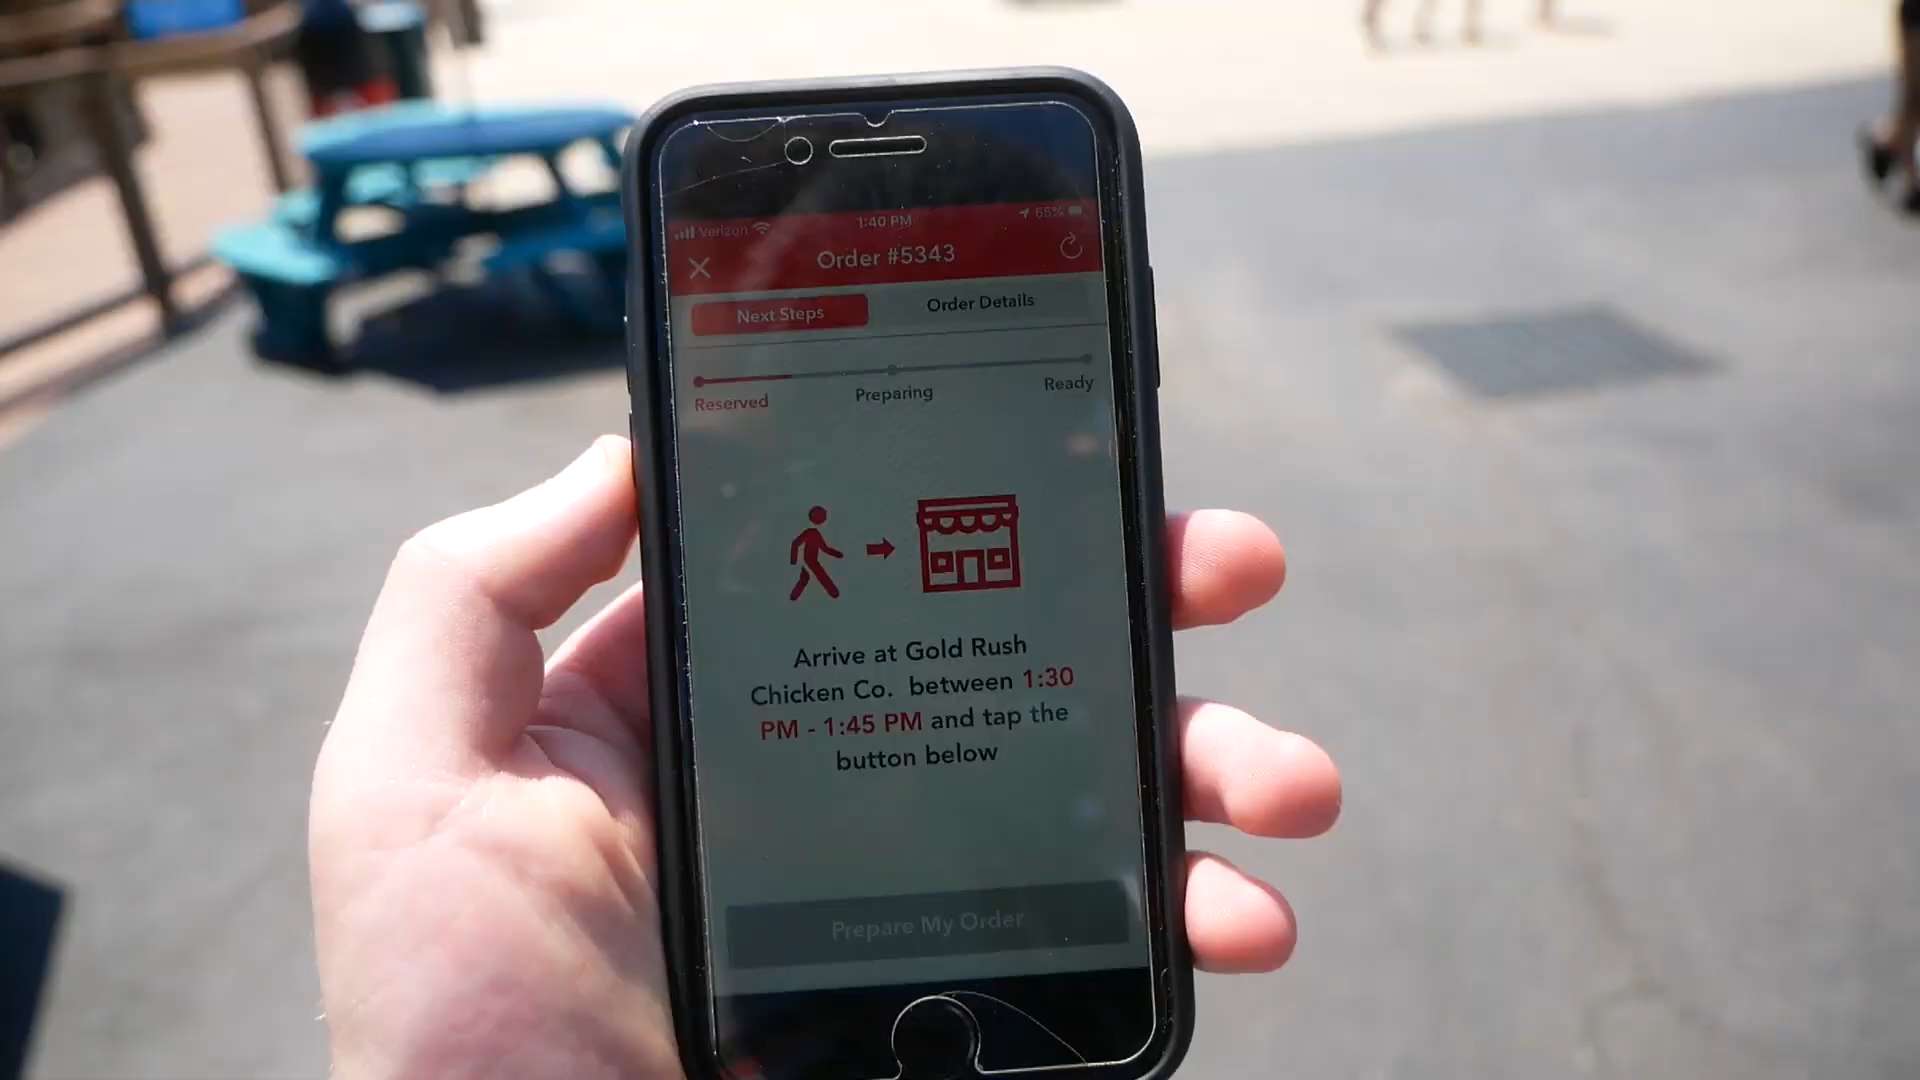 Verizon 1:40 PM 55%
Order #5343
Next Steps Order Details
Reserved Preparing Ready
Arrive at Gold Rush
Chicken Co. between 1:30
PM - 1:45 PM and tap the
button below
Prepare My Order